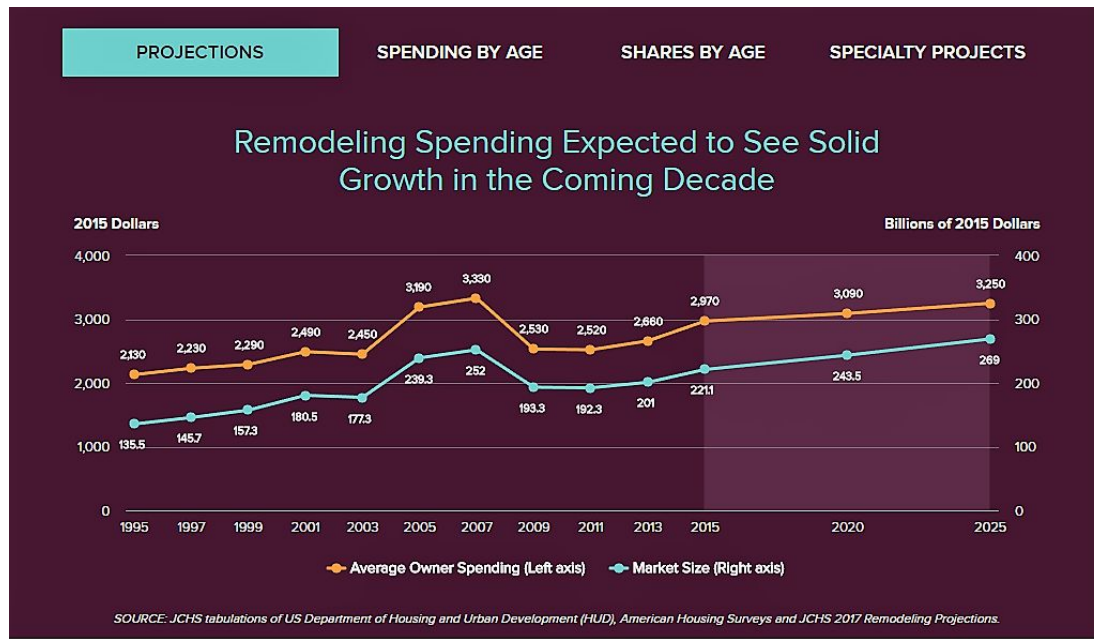 PROJECTIONS SPENDING BY AGE SHARES BY AGE SPECIALTY PROJECTS
Remodeling Spending Expected to See Solid
Growth in the Coming Decade
2015 Dollars Billions of 2015 Dollars
4,000 400
3,330
3,190 3,250
2,970 3,090
3,000 300
2,490 2,450 2,530 2,520 2,660
2,130 2,230 2,290
2,000 200
239.3 252 221.1 243.5 269
180.5 177.3 193.3 192.3 201
135.5 145.7 157.3
1,000 100
0 0
1995 1997 1999 2001 2003 2005 2007 2009 2011 2013 2015 2020 2025
Average Owner Spending (Left axis) Market Size (Right axis)
SOURCE: JCHS tabulations of US Department of Housing and Urban Development (HUD), American Housing Surveys and JCHS 2017 Remodeling Projections.